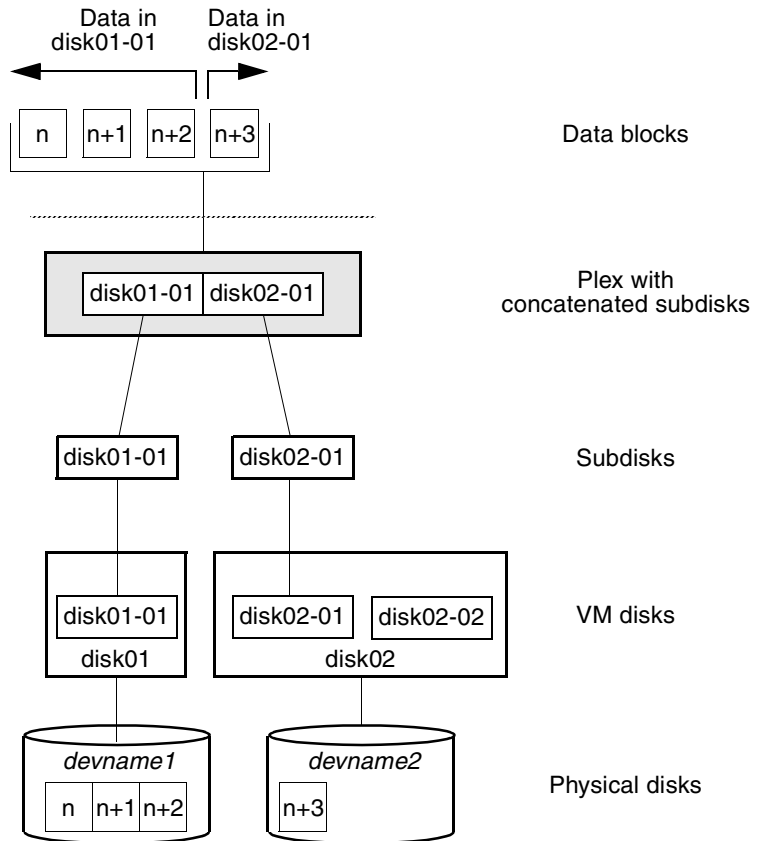 Data in
disk01-01
Data in
disk02-01
n n+1 n+2 n+3
Data blocks
disk01-01 disk02-01
Plex with
concatenated subdisks
disk01-01 disk02-01
Subdisks
disk01-01 disk02-01 disk02-02
VM disks
disk01 disk02
devname1 devname2
Physical disks
n n+1 n+2 n+3